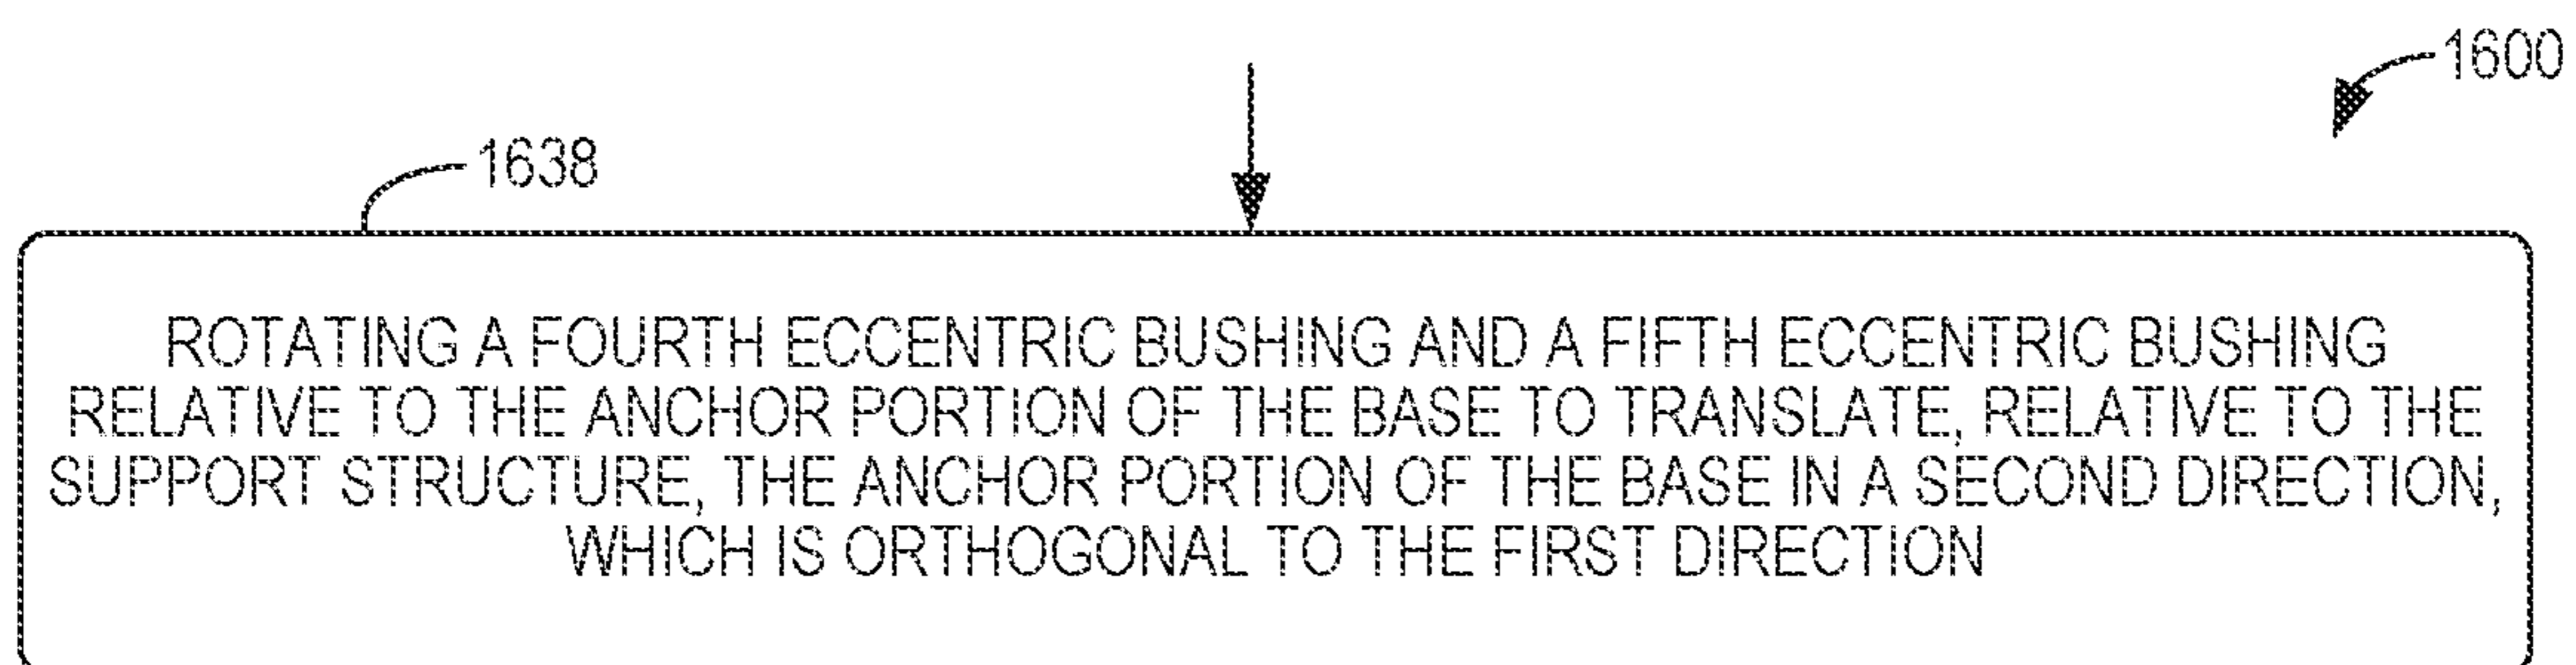 1600
1638
ROTATING A FOURTH ECCENTRIC BUSHING AND A FIFTH ECCENTRIC BUSHING
RELATIVE TO THE ANCHOR PORTION OF THE BASE TO TRANSLATE, RELATIVE TO THE
SUPPORT STRUCTURE, THE ANCHOR PORTION OF THE BASE IN A SECOND DIRECTION,
WHICH IS ORTHOGONAL TO THE FIRST DIRECTION